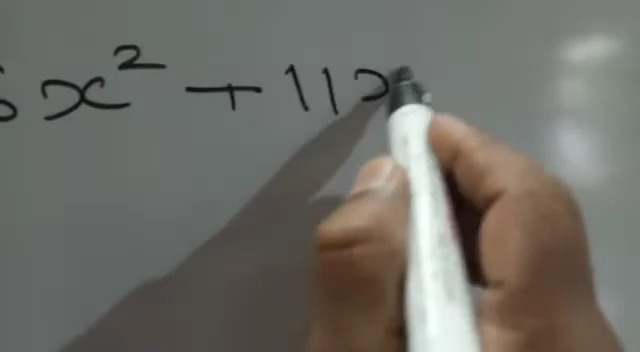 x² + 11x